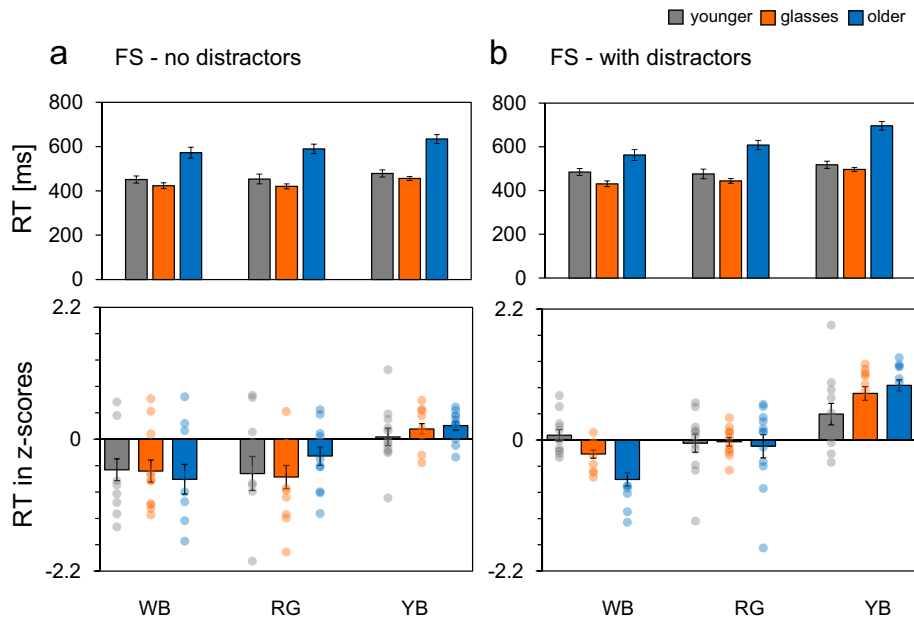 younger glasses older
a FS - no distractors
b FS - with distractors
RT [ms]
800
600
400
200
0
800
600
400
200
0
RT in z-scores
2.2
0
-2.2
2.2
0
-2.2
WB RG YB
WB RG YB